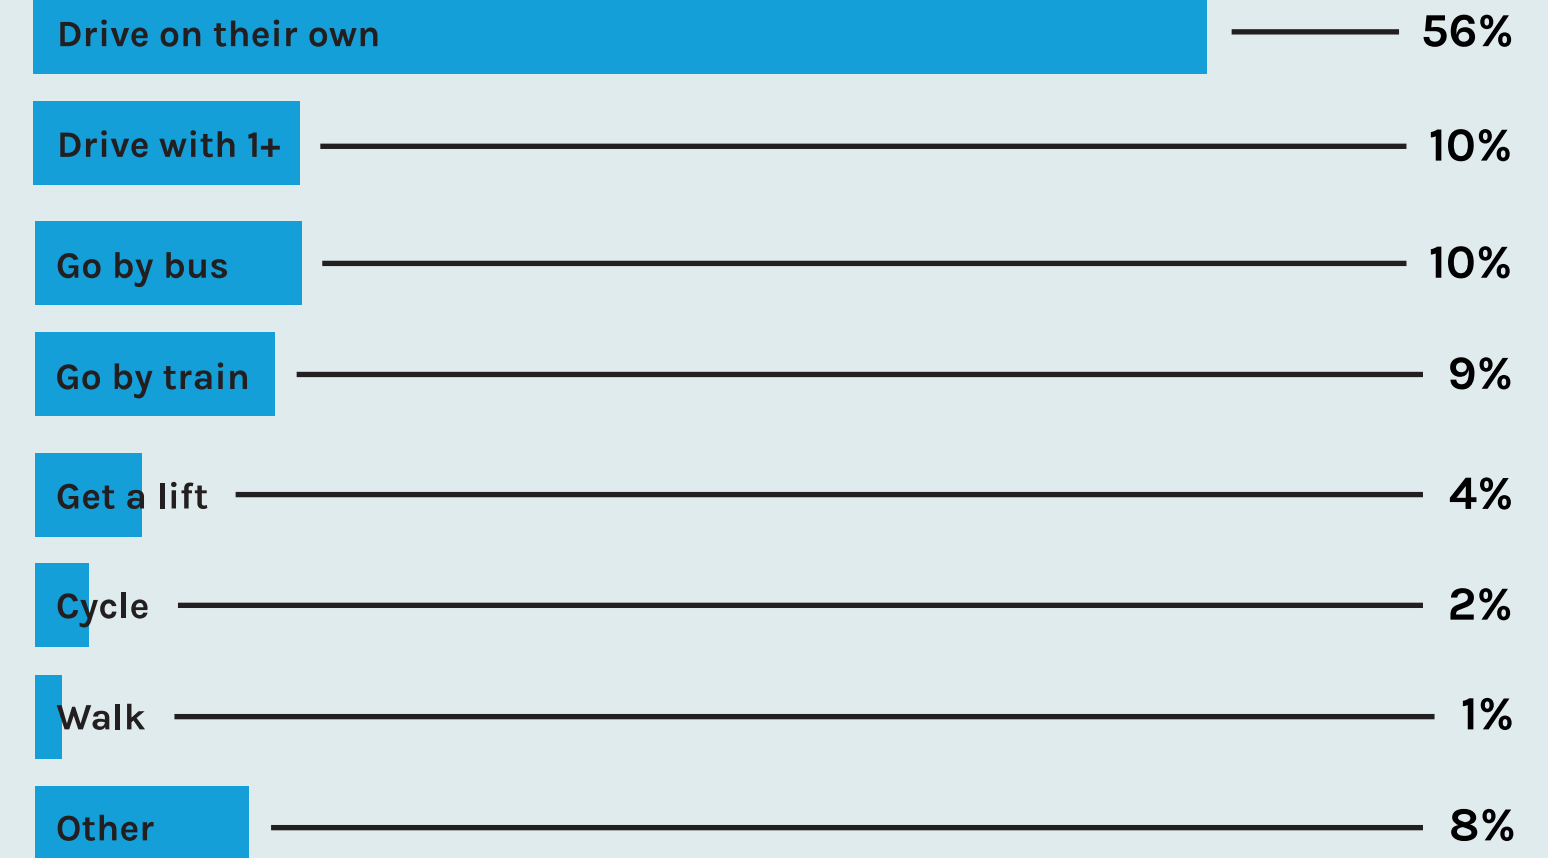 Drive on their own 56%
Drive with 1+ 10%
Go by bus 10%
Go by train 9%
Get a lift 4%
Cycle 2%
Walk 1%
Other 8%